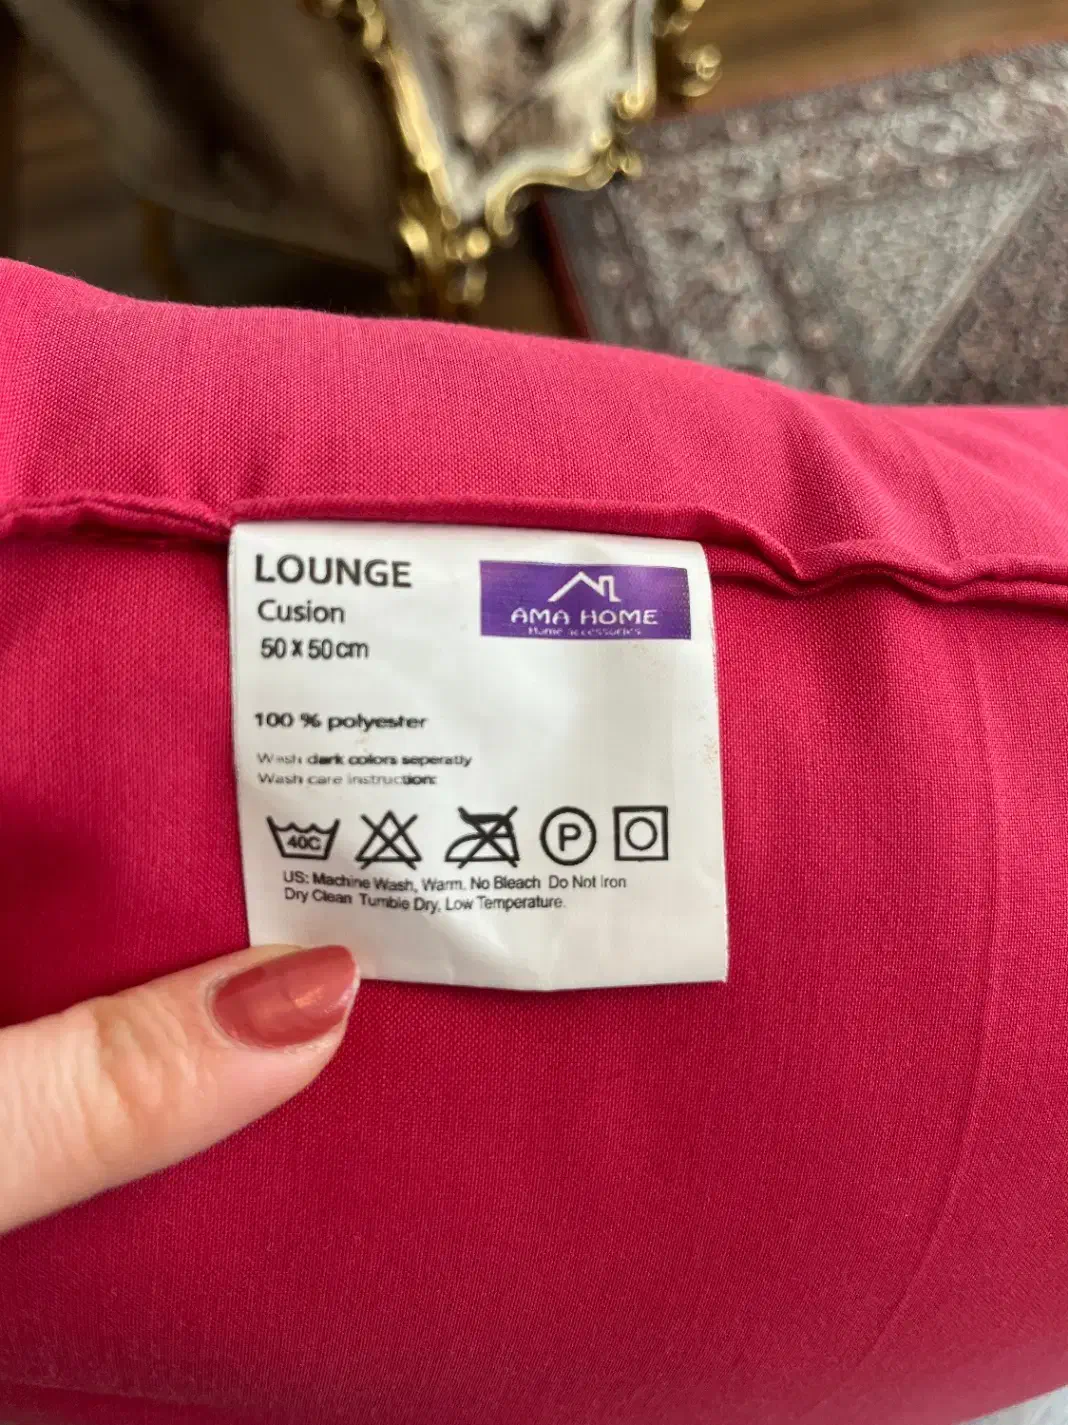 LOUNGE
Cusion
50 X 50 cm
AMA HOME
Home accessories
100 % polyester
Wash dark colors seperatly
Wash care instruction:
40C
P
US: Machine Wash, Warm. No Bleach Do Not Iron
Dry Clean Tumble Dry, Low Temperature.